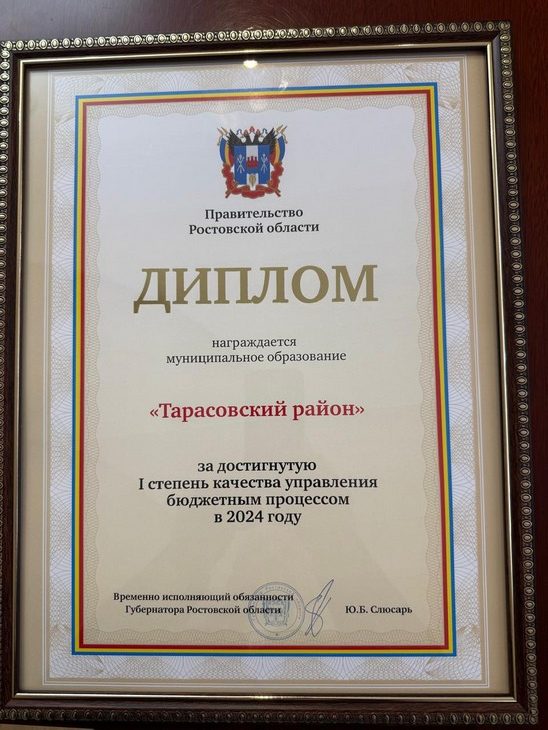 Правительство
Ростовской области
ДИПЛОМ
награждается
муниципальное образование
«Тарасовский район»
за достигнутую
I степень качества управления
бюджетным процессом
в 2024 году
Временно исполняющий обязанности
Губернатора Ростовской области
Ю.Б. Слюсарь